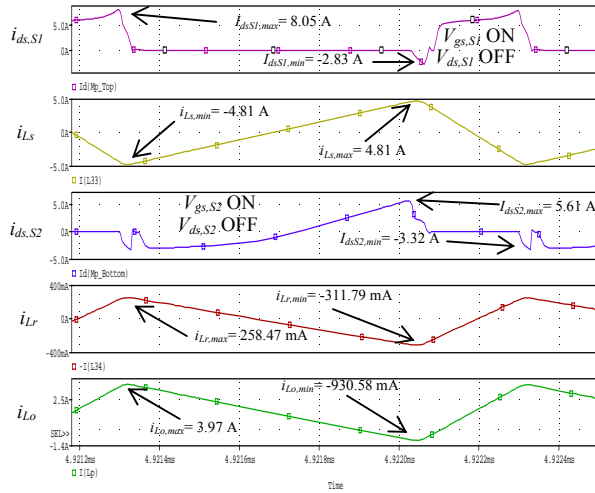 i_ds,S1
8.0A
0A
-5.0A
i_dsS1,max= 8.05 A
I_dsS1,min= -2.83 A
V_gs,S1 ON
V_ds,S1 OFF
Id(Mp_Top)
i_Ls
5.0A
0A
-5.0A
i_Ls,min= -4.81 A
i_Ls,max= 4.81 A
I(L33)
i_ds,S2
5.0A
0A
-5.0A
V_gs,S2 ON
V_ds,S2 OFF
I_dsS2,max= 5.61 A
I_dsS2,min= -3.32 A
Id(Mp_Bottom)
i_Lr
400mA
0A
-400mA
i_Lr,max= 258.47 mA
i_Lr,min= -311.79 mA
-I(L34)
i_Lo
2.5A
SEL>>
-1.4A
i_Lo,max= 3.97 A
i_Lo,min= -930.58 mA
4.9212ms 4.9214ms 4.9216ms 4.9218ms 4.9220ms 4.9222ms 4.9224ms
I(Lp)
Time